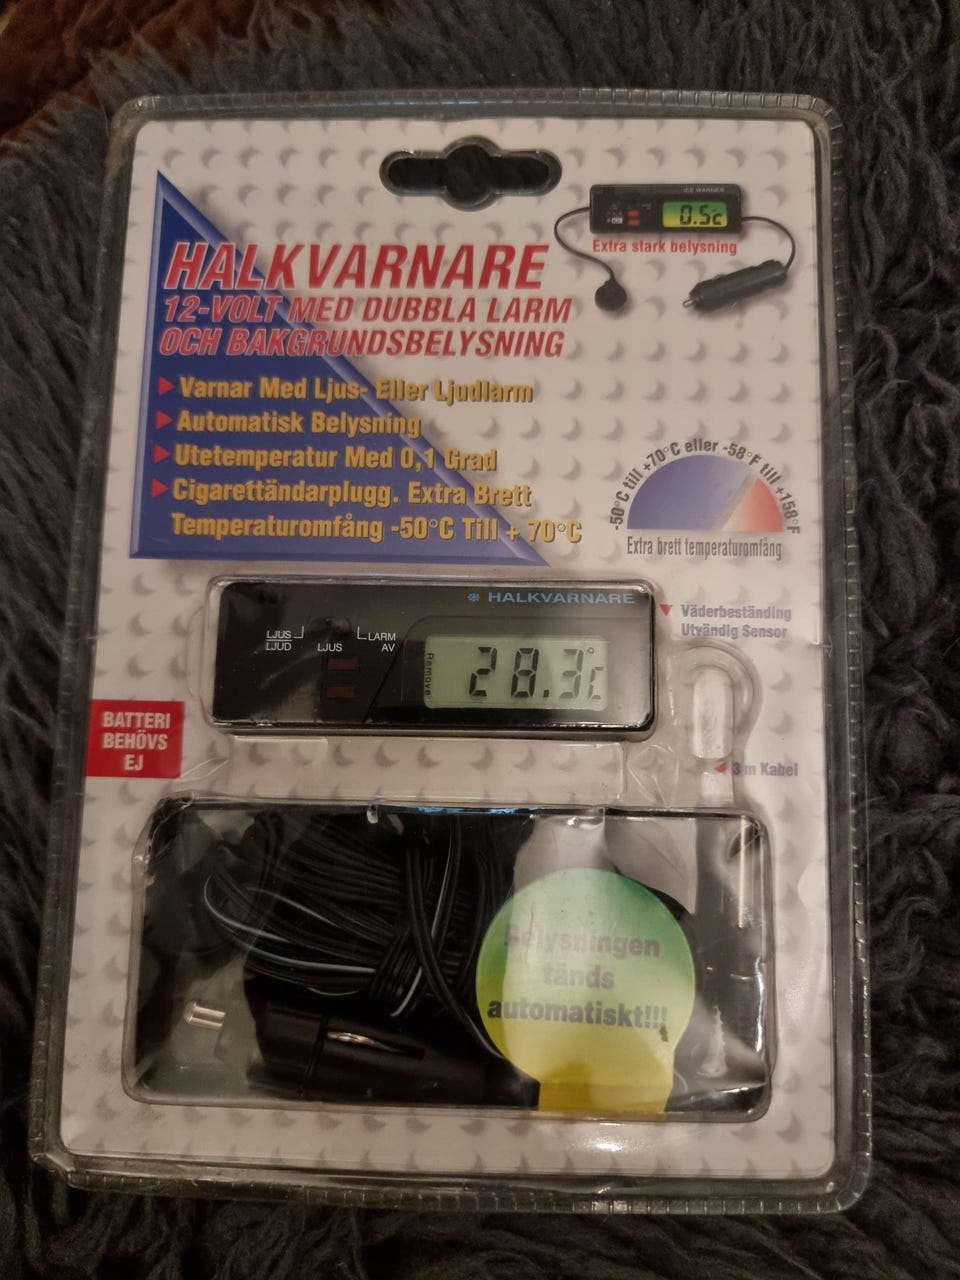 ICE WARNER
0.5c
Extra stark belysning
HALKVARNARE
12-VOLT MED DUBBLA LARM
OCH BAKGRUNDSBELYSNING
Varnar Med Ljus- Eller Ljudlarm
Automatisk Belysning
Utetemperatur Med 0,1 Grad
Cigarettändarplugg. Extra Brett
Temperaturomfång -50°C Till + 70°C
-50°C till +70°C eller -58°F till +158°F
Extra brett temperaturomfång
HALKVARNARE
LJUS
LJUD
LJUS
LARM
AV
Remove
28.3°c
Väderbeständing
Utvändig Sensor
BATTERI
BEHÖVS
EJ
3m Kabel
Belysningen
tänds
automatiskt!!!